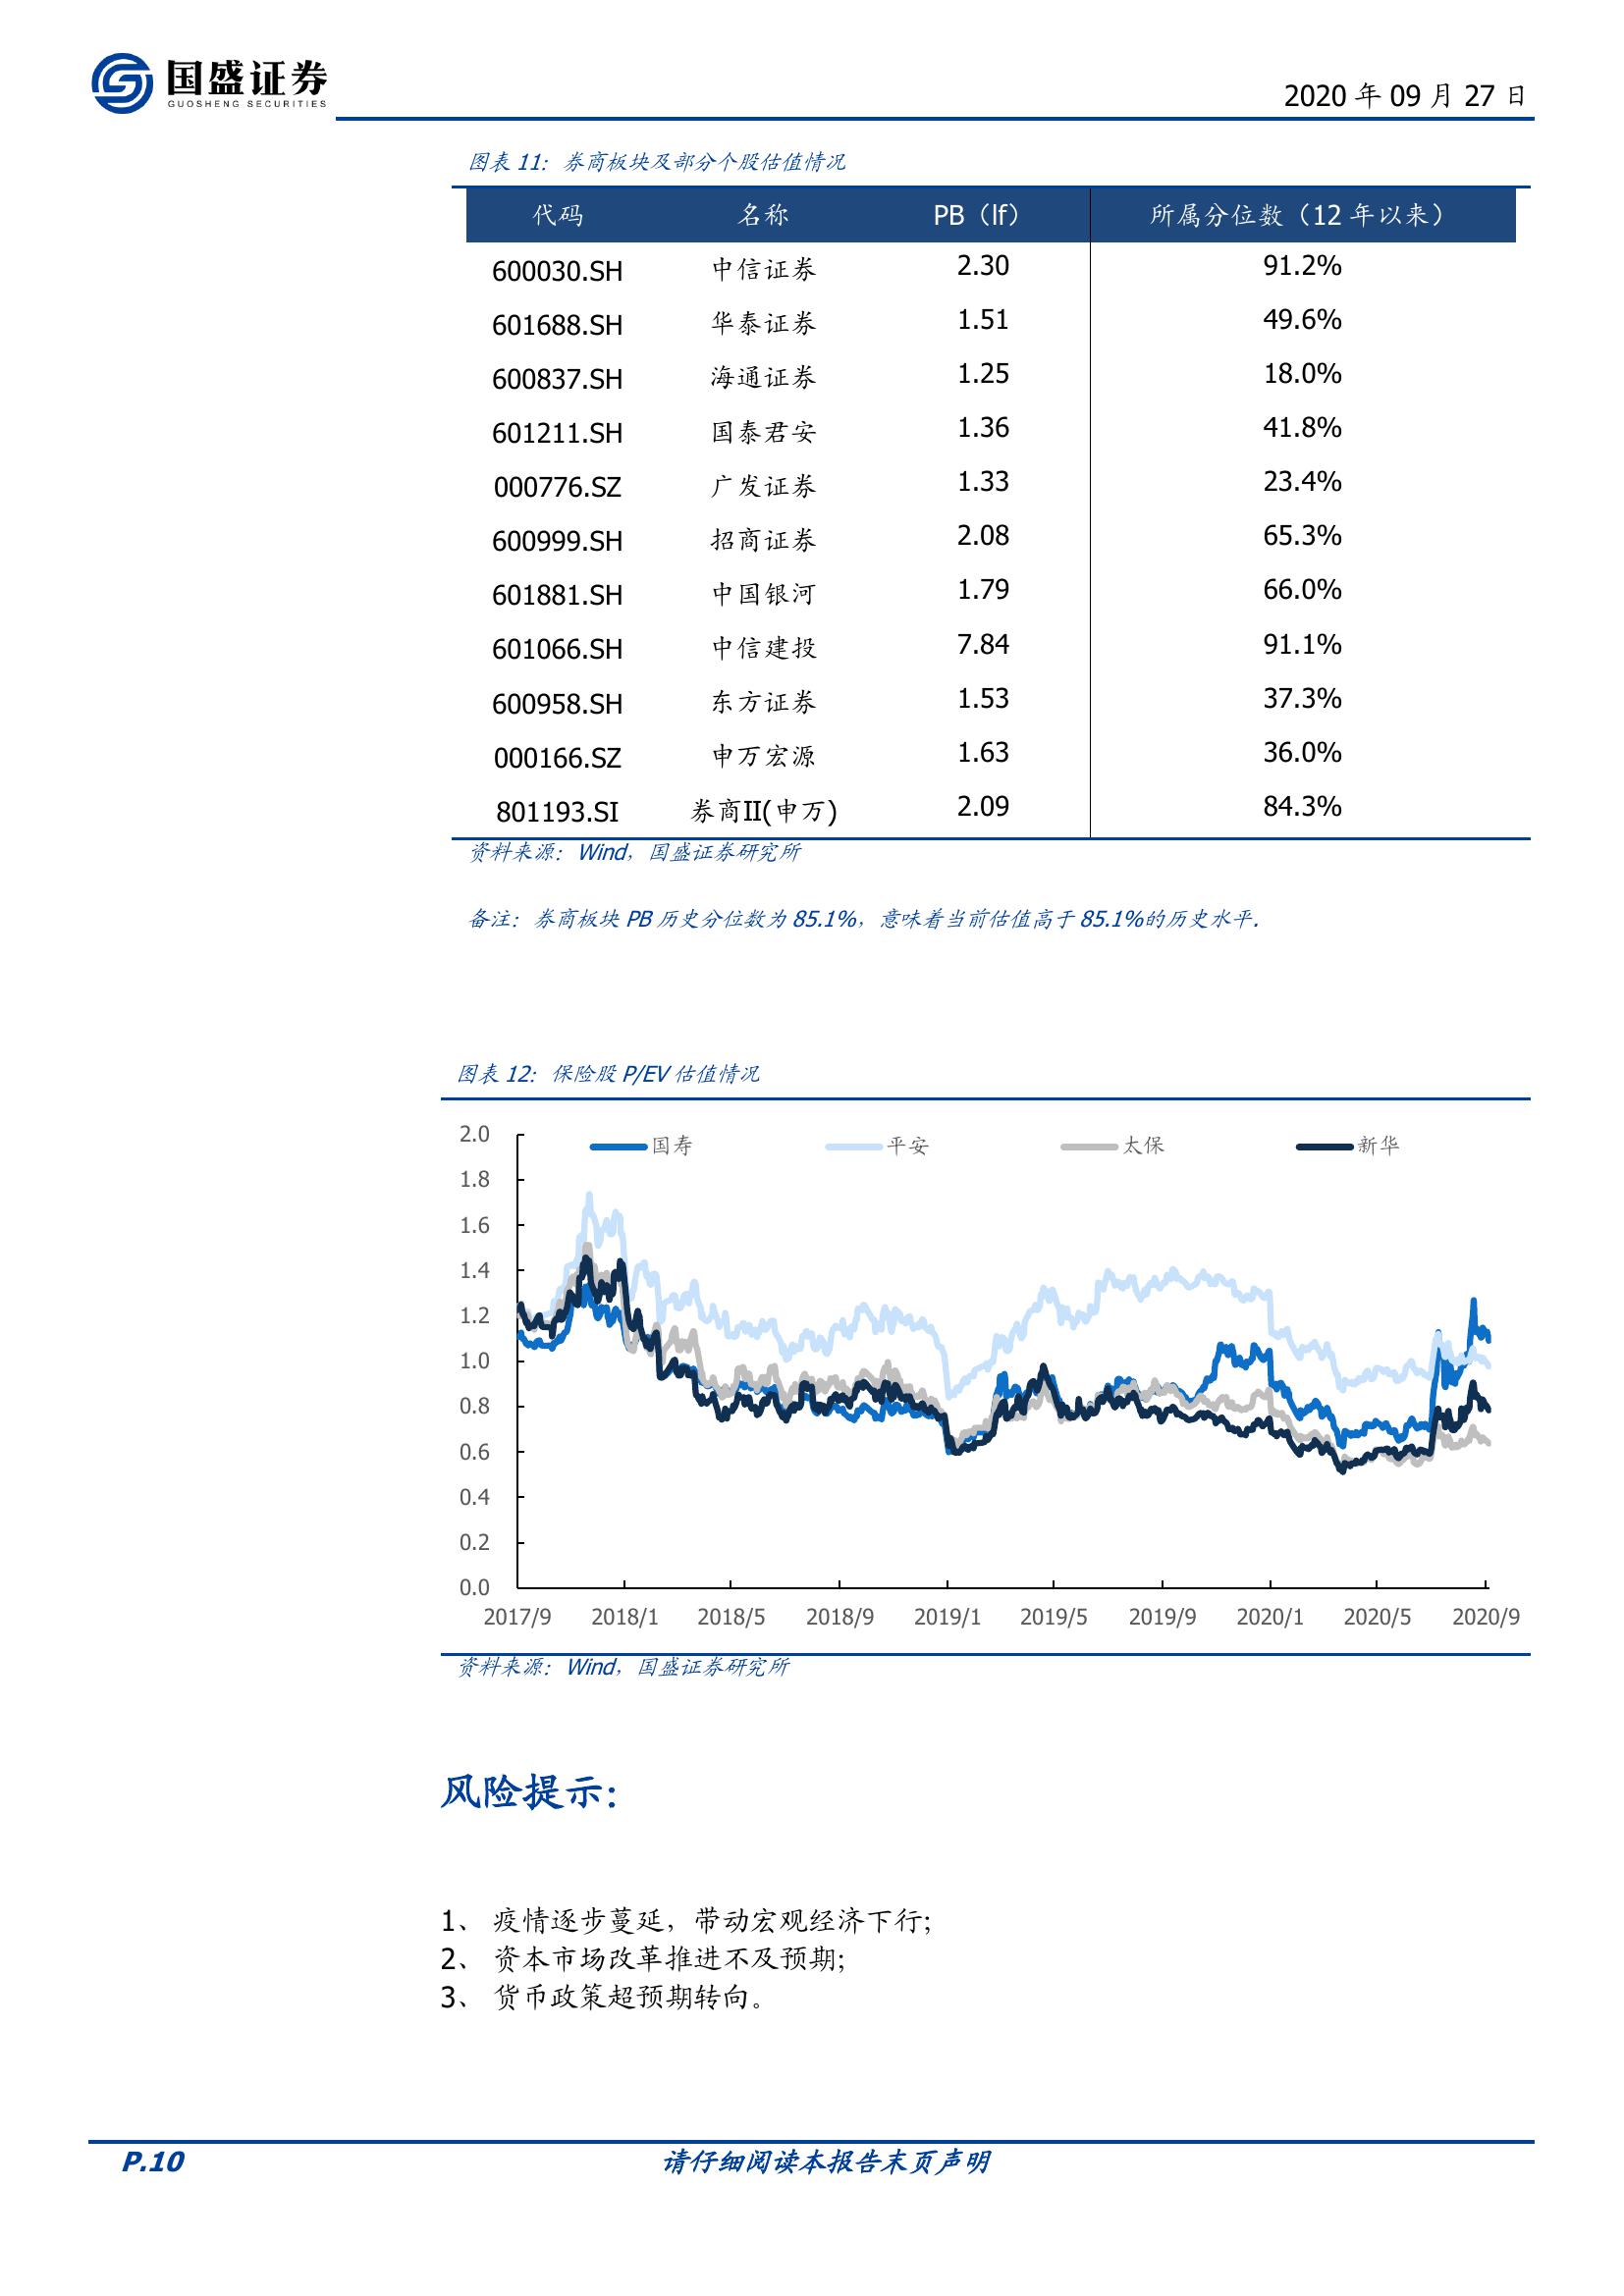 国盛证券
GUOSHENG SECURITIES
2020 年 09 月 27 日
图表 11：券商板块及部分个股估值情况
代码 名称 PB（lf） 所属分位数（12 年以来）
600030.SH 中信证券 2.30 91.2%
601688.SH 华泰证券 1.51 49.6%
600837.SH 海通证券 1.25 18.0%
601211.SH 国泰君安 1.36 41.8%
000776.SZ 广发证券 1.33 23.4%
600999.SH 招商证券 2.08 65.3%
601881.SH 中国银河 1.79 66.0%
601066.SH 中信建投 7.84 91.1%
600958.SH 东方证券 1.53 37.3%
000166.SZ 申万宏源 1.63 36.0%
801193.SI 券商II(申万) 2.09 84.3%
资料来源：Wind，国盛证券研究所
备注：券商板块 PB 历史分位数为 85.1%，意味着当前估值高于 85.1%的历史水平.
图表 12：保险股 P/EV 估值情况
国寿 平安 太保 新华
2.0
1.8
1.6
1.4
1.2
1.0
0.8
0.6
0.4
0.2
0.0
2017/9 2018/1 2018/5 2018/9 2019/1 2019/5 2019/9 2020/1 2020/5 2020/9
资料来源：Wind，国盛证券研究所
风险提示：
1、 疫情逐步蔓延，带动宏观经济下行;
2、 资本市场改革推进不及预期;
3、 货币政策超预期转向。
P.10 请仔细阅读本报告末页声明